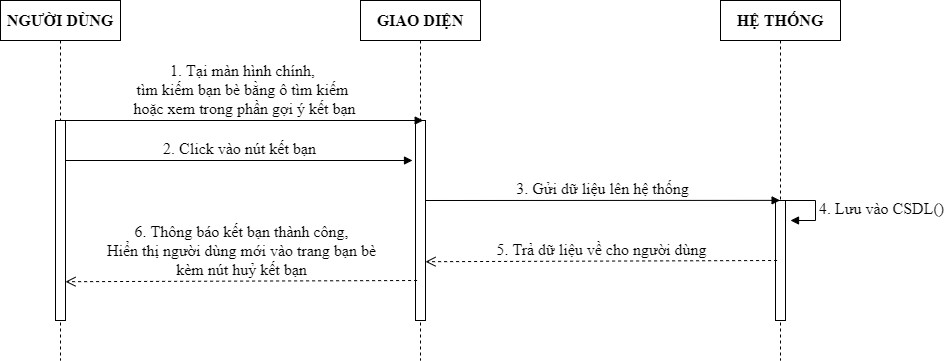 NGƯỜI DÙNG
GIAO DIỆN
HỆ THỐNG
1. Tại màn hình chính,
tìm kiếm bạn bè bằng ô tìm kiếm
hoặc xem trong phần gợi ý kết bạn
2. Click vào nút kết bạn
3. Gửi dữ liệu lên hệ thống
4. Lưu vào CSDL()
5. Trả dữ liệu về cho người dùng
6. Thông báo kết bạn thành công,
Hiển thị người dùng mới vào trang bạn bè
kèm nút huỷ kết bạn